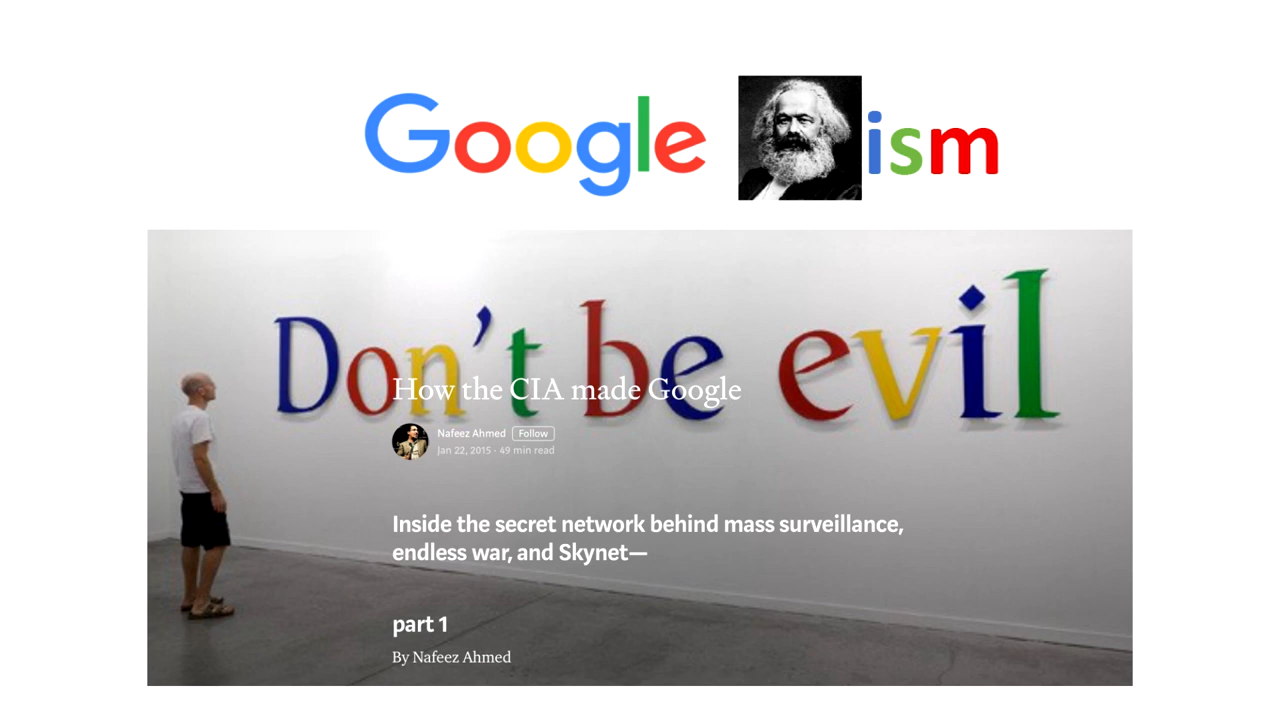 Google ism
Don't be evil
How the CIA made Google
Nafeez Ahmed Follow
Jan 22, 2015 · 49 min read
Inside the secret network behind mass surveillance,
endless war, and Skynet—
part 1
By Nafeez Ahmed